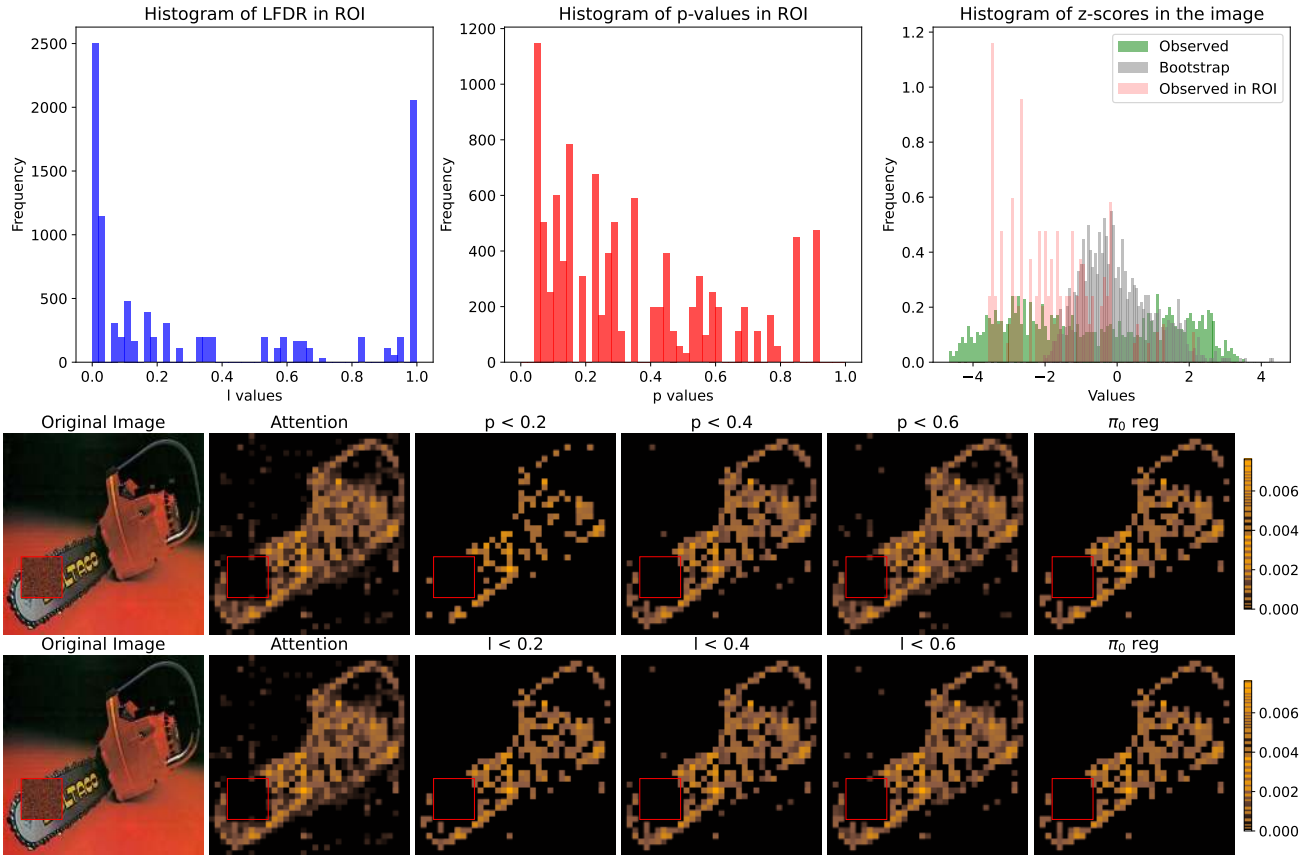 Histogram of LFDR in ROI
Histogram of p-values in ROI
Histogram of z-scores in the image
Frequency
2500
2000
1500
1000
500
0
0.0 0.2 0.4 0.6 0.8 1.0
l values
Frequency
1200
1000
800
600
400
200
0
0.0 0.2 0.4 0.6 0.8 1.0
p values
Frequency
1.2
1.0
0.8
0.6
0.4
0.2
0.0
−4 −2 0 2 4
Values
Observed
Bootstrap
Observed in ROI
Original Image
Attention
p < 0.2
p < 0.4
p < 0.6
π₀ reg
LTACO
0.006
0.004
0.002
0.000
Original Image
Attention
l < 0.2
l < 0.4
l < 0.6
π₀ reg
LTACO
0.006
0.004
0.002
0.000